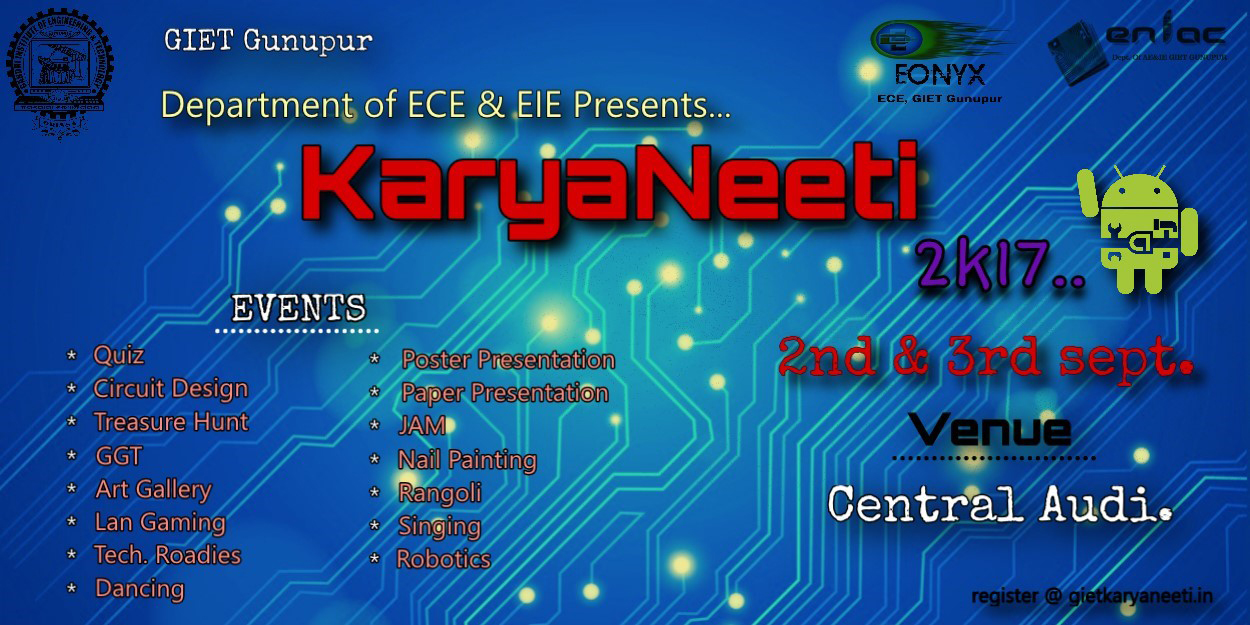 GIET Gunupur
Department of ECE & EIE Presents...
KaryaNeeti
2k17..
EONYX
ECE, GIET Gunupur
enfac
EVENTS
* Quiz
* Circuit Design
* Treasure Hunt
* GGT
* Art Gallery
* Lan Gaming
* Tech. Roadies
* Dancing
* Poster Presentation
* Paper Presentation
* JAM
* Nail Painting
* Rangoli
* Singing
* Robotics
2nd & 3rd sept.
Venue
Central Audi.
register @ gietkaryaneeti.in